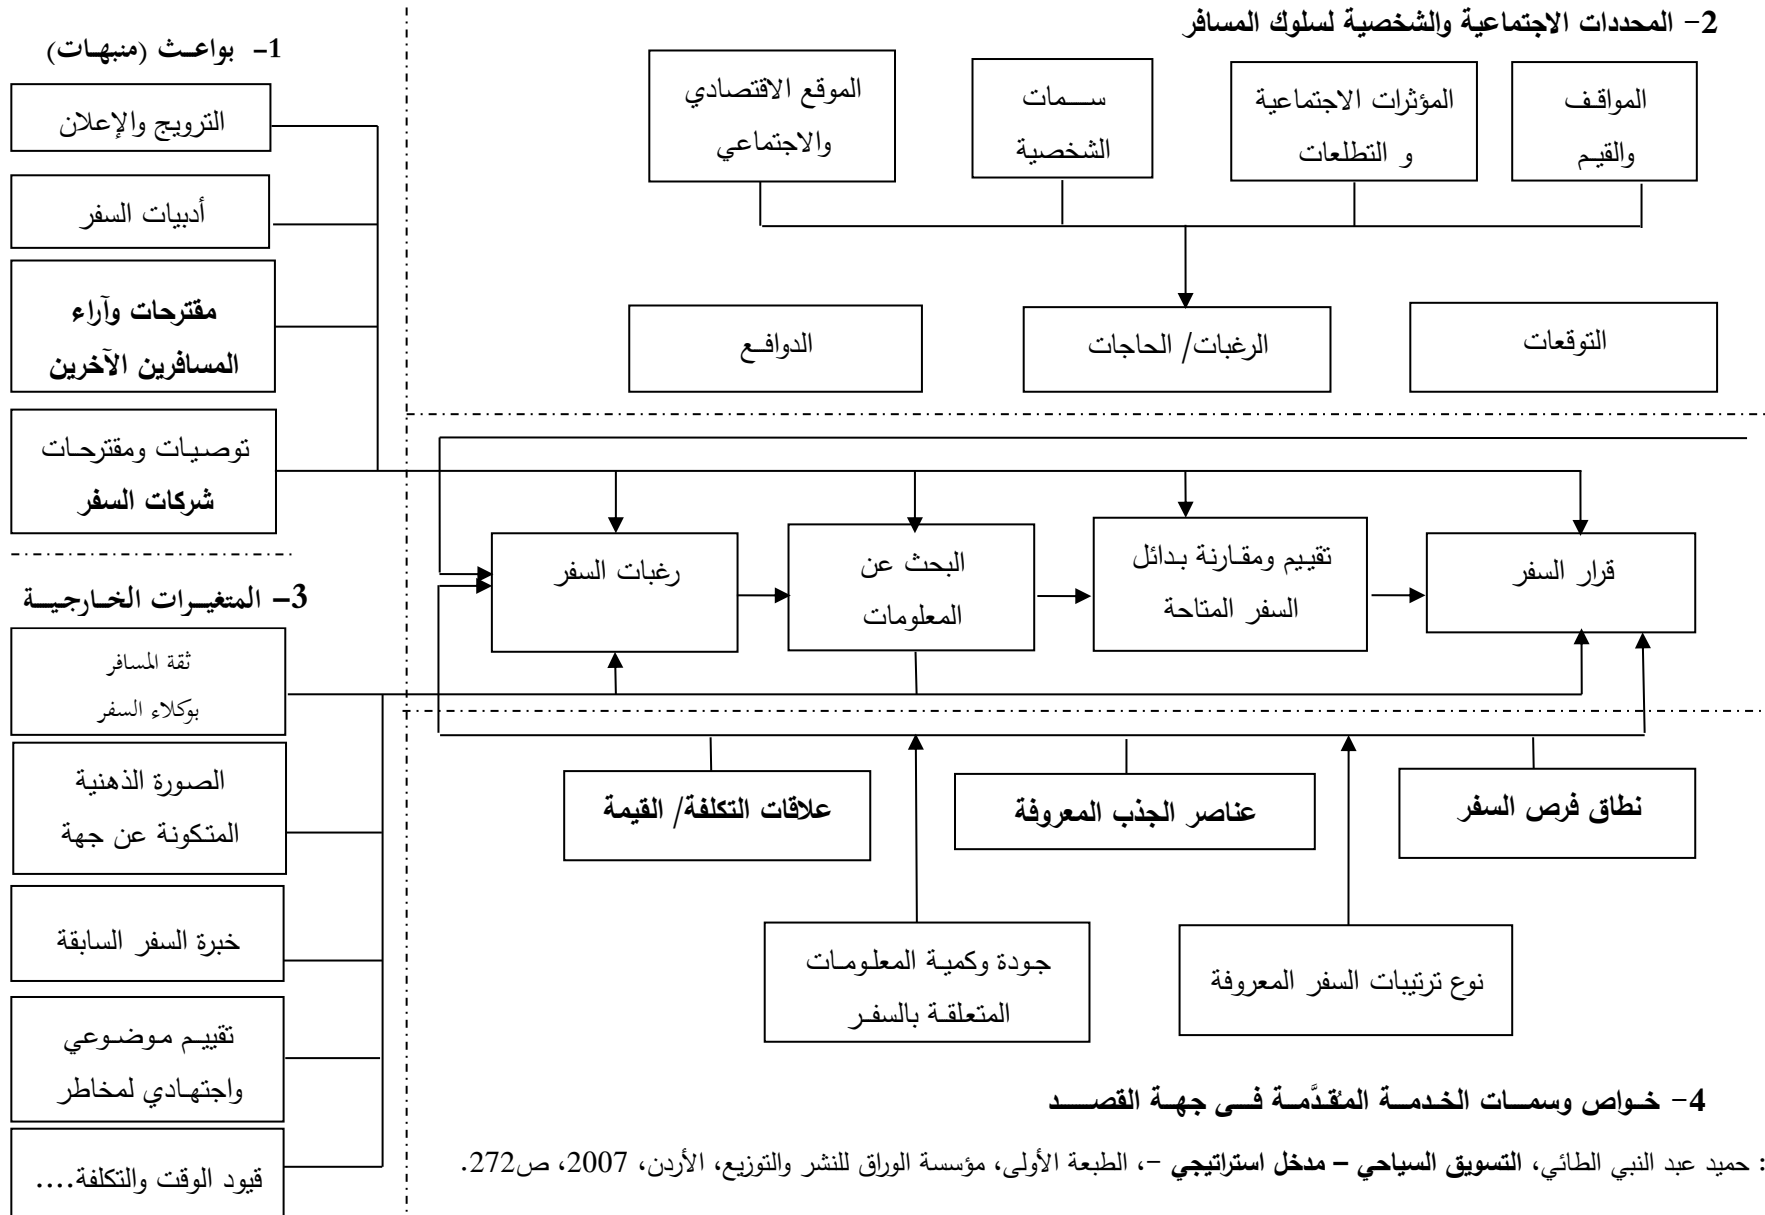 2- المحددات الاجتماعية والشخصية لسلوك المسافر
المواقف
والقيم
المؤثرات الاجتماعية
و التطلعات
سمات
الشخصية
الموقع الاقتصادي
والاجتماعي
التوقعات
الرغبات/ الحاجات
الدوافع
1- بواعث (منبهات)
الترويج والإعلان
أدبيات السفر
مقترحات وآراء
المسافرين الآخرين
توصيات ومقترحات
شركات السفر
رغبات السفر
البحث عن
المعلومات
تقييم ومقارنة بدائل
السفر المتاحة
قرار السفر
3- المتغيرات الخارجية
ثقة المسافر
بوكلاء السفر
الصورة الذهنية
المتكونة عن جهة
خبرة السفر السابقة
تقييم موضوعي
واجتهادي لمخاطر
قيود الوقت والتكلفة....
نطاق فرص السفر
عناصر الجذب المعروفة
علاقات التكلفة/ القيمة
نوع ترتيبات السفر المعروفة
جودة وكمية المعلومات
المتعلقة بالسفر
4- خواص وسمات الخدمة المُقدَّمة فى جهة القصد
: حميد عبد النبي الطائي، التسويق السياحي – مدخل استراتيجي -، الطبعة الأولى، مؤسسة الوراق للنشر والتوزيع، الأردن، 2007، ص272.